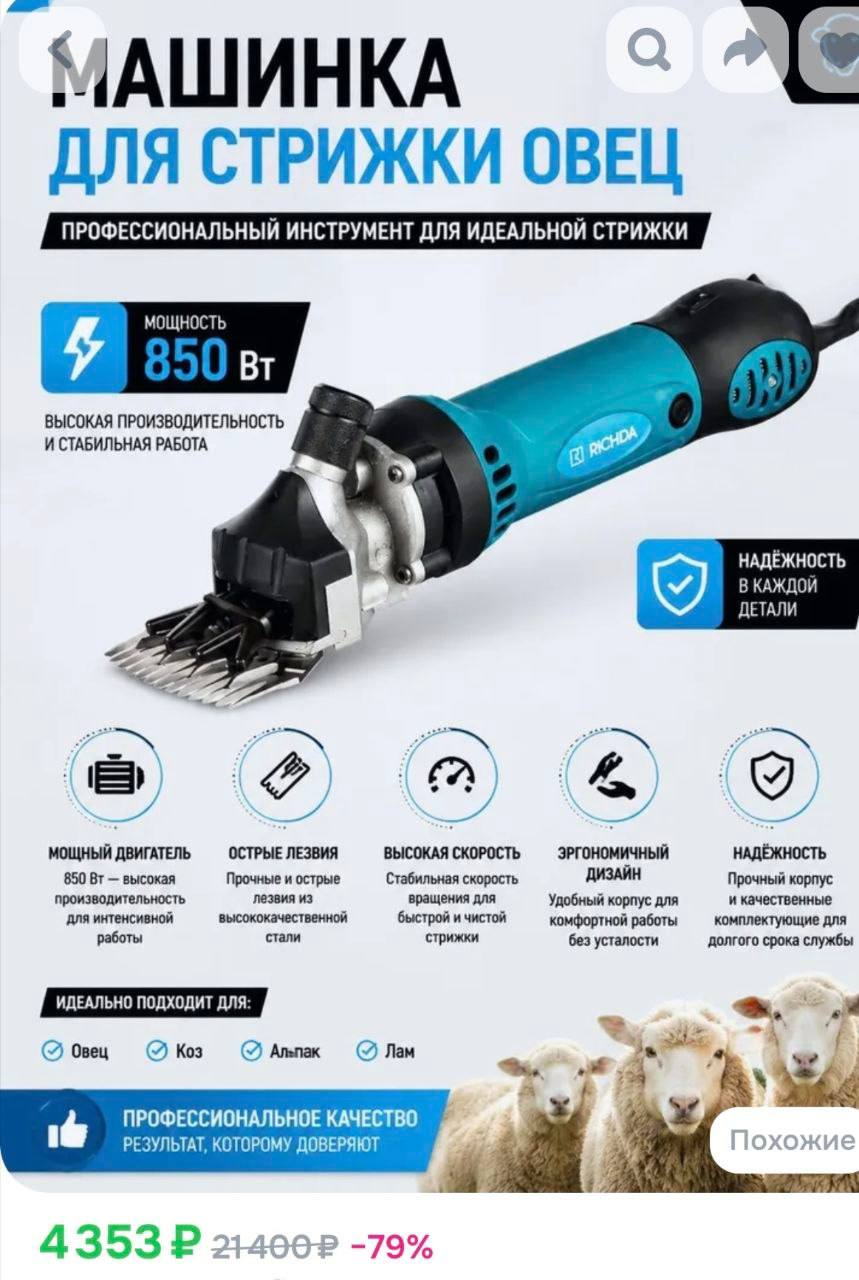 МАШИНКА
ДЛЯ СТРИЖКИ ОВЕЦ
ПРОФЕССИОНАЛЬНЫЙ ИНСТРУМЕНТ ДЛЯ ИДЕАЛЬНОЙ СТРИЖКИ
МОЩНОСТЬ
850 Вт
ВЫСОКАЯ ПРОИЗВОДИТЕЛЬНОСТЬ
И СТАБИЛЬНАЯ РАБОТА
RICHDA
НАДЁЖНОСТЬ
В КАЖДОЙ
ДЕТАЛИ
МОЩНЫЙ ДВИГАТЕЛЬ
850 Вт — высокая
производительность
для интенсивной
работы
ОСТРЫЕ ЛЕЗВИЯ
Прочные и острые
лезвия из
высококачественной
стали
ВЫСОКАЯ СКОРОСТЬ
Стабильная скорость
вращения для
быстрой и чистой
стрижки
ЭРГОНОМИЧНЫЙ
ДИЗАЙН
Удобный корпус для
комфортной работы
без усталости
НАДЁЖНОСТЬ
Прочный корпус
и качественные
комплектующие для
долгого срока службы
ИДЕАЛЬНО ПОДХОДИТ ДЛЯ:
Овец Коз Альпак Лам
ПРОФЕССИОНАЛЬНОЕ КАЧЕСТВО
РЕЗУЛЬТАТ, КОТОРОМУ ДОВЕРЯЮТ
Похожие
4 353 ₽ 21 400 ₽ -79%